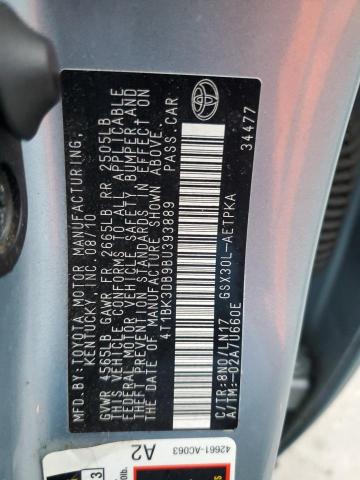 MFD. BY: TOYOTA MOTOR MANUFACTURING,
KENTUCKY, INC. 08/10
GVWR 4565LB GAWR FR. 2665LB RR 2505LB
THIS VEHICLE CONFORMS TO ALL APPLICABLE
FEDERAL MOTOR VEHICLE SAFETY, BUMPER, AND
THEFT PREVENTION STANDARDS IN EFFECT ON
THE DATE OF MANUFACTURE SHOWN ABOVE.
4T1BK3DB9BU393889 PASS.CAR
C/TR:8N0/LN17 GSX30L-AETPKA
A/TM:-02A/U660E 34477
42661-AC063
A2